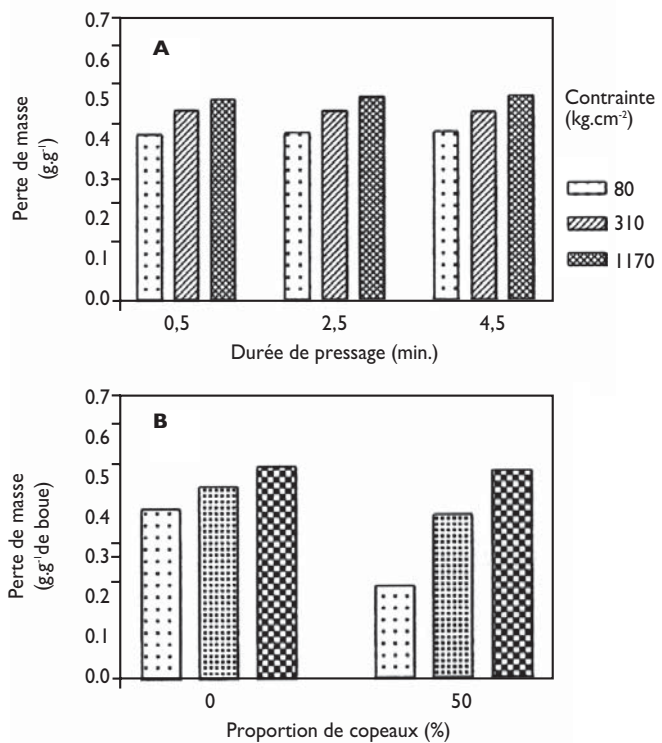 A
0.7
0.6
0.5
0.4
0.3
0.2
0.1
0.0
Perte de masse
(g.g⁻¹)
0,5 2,5 4,5
Durée de pressage (min.)
Contrainte
(kg.cm⁻²)
80
310
1170
B
0.7
0.6
0.5
0.4
0.3
0.2
0.1
0.0
Perte de masse
(g.g⁻¹ de boue)
0 50
Proportion de copeaux (%)